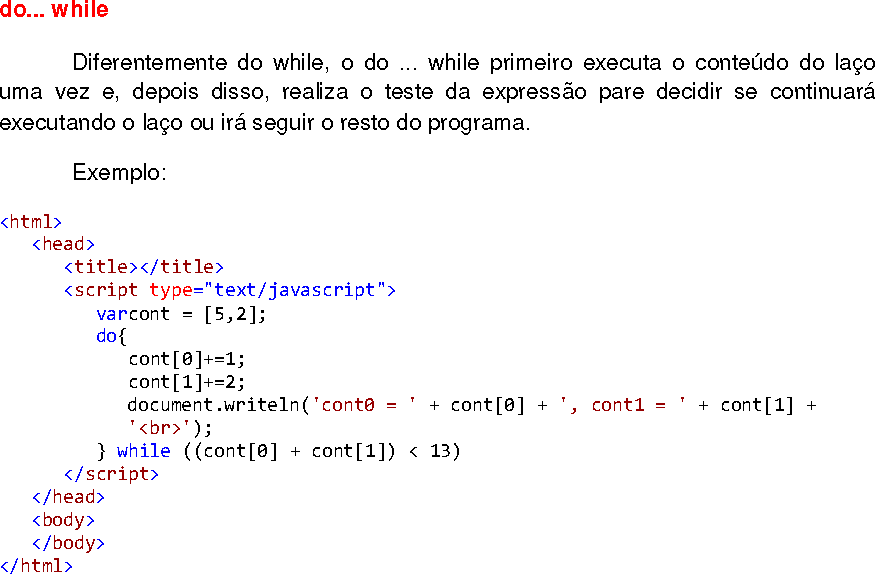 do... while
Diferentemente do while, o do ... while primeiro executa o conteúdo do laço
uma vez e, depois disso, realiza o teste da expressão pare decidir se continuará
executando o laço ou irá seguir o resto do programa.
Exemplo:
<html>
<head>
<title></title>
<script type="text/javascript">
varcont = [5,2];
do{
cont[0]+=1;
cont[1]+=2;
document.writeln('cont0 = ' + cont[0] + ', cont1 = ' + cont[1] +
'<br>');
} while ((cont[0] + cont[1]) < 13)
</script>
</head>
<body>
</body>
</html>